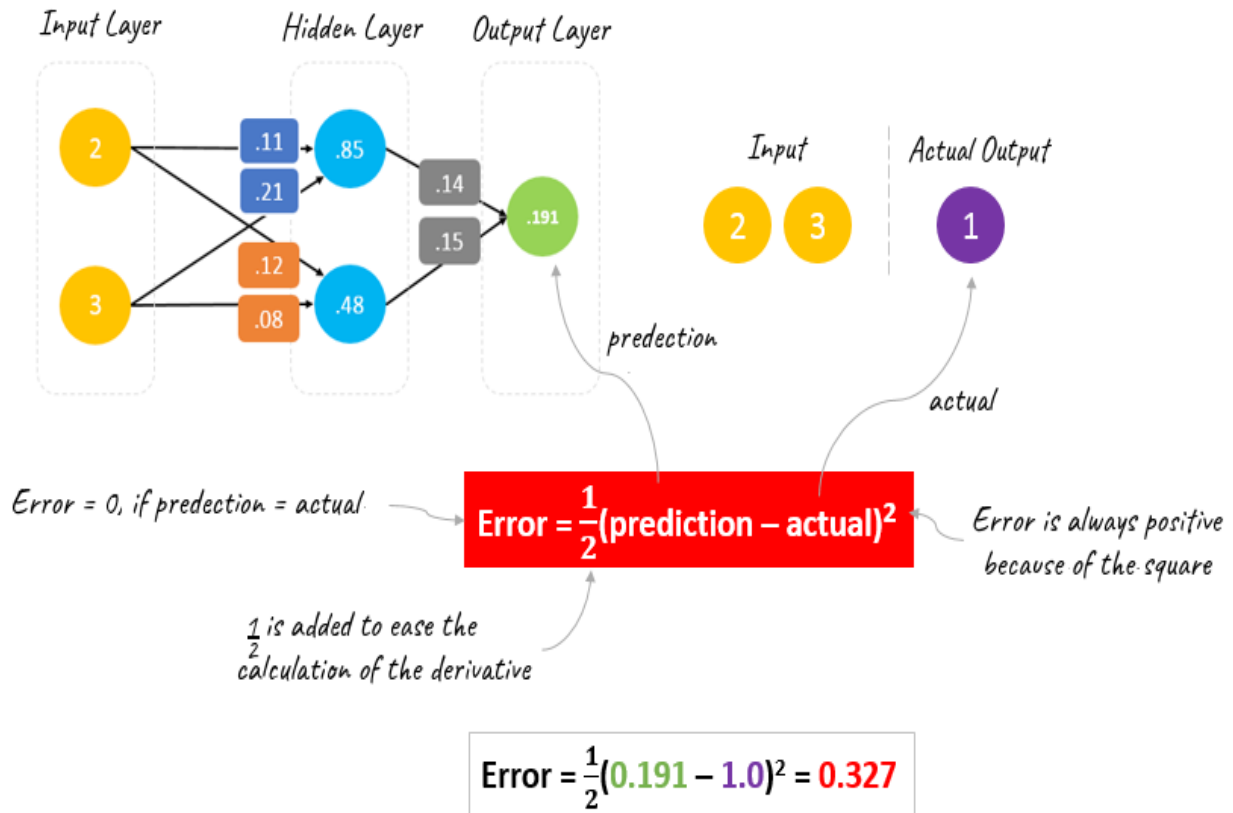 Input Layer
Hidden Layer
Output Layer
2
.11
.85
.21
.14
.191
.15
.12
3
.08
.48
Input
Actual Output
2 3
1
predection
actual
Error = 0, if predection = actual
Error = 1/2(prediction – actual)²
Error is always positive
because of the square
1/2 is added to ease the
calculation of the derivative
Error = 1/2(0.191 – 1.0)² = 0.327